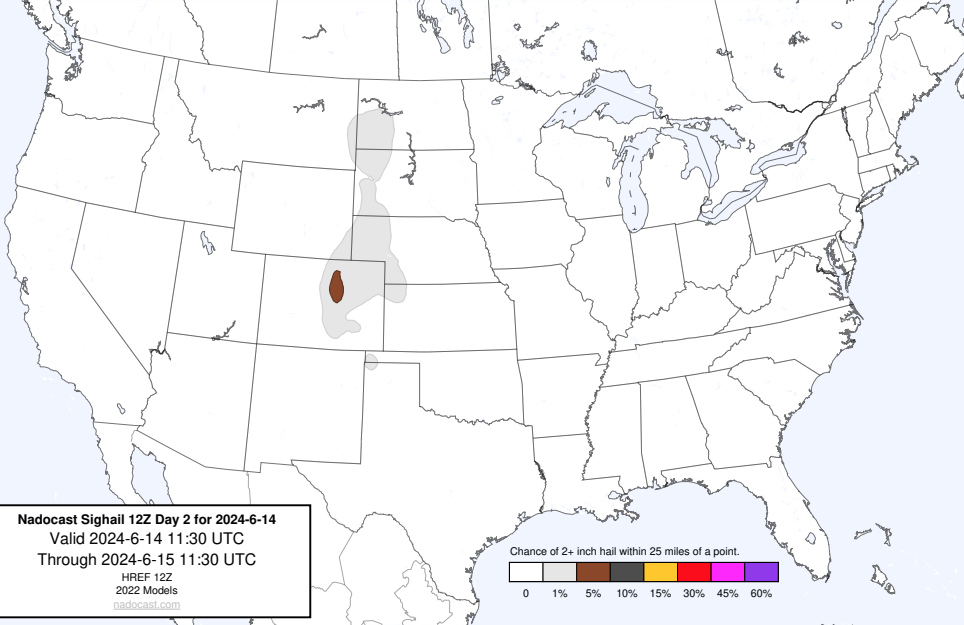 Nadocast Sighail 12Z Day 2 for 2024-6-14
Valid 2024-6-14 11:30 UTC
Through 2024-6-15 11:30 UTC
HREF 12Z
2022 Models
nadocast.com
Chance of 2+ inch hail within 25 miles of a point.
0 1% 5% 10% 15% 30% 45% 60%